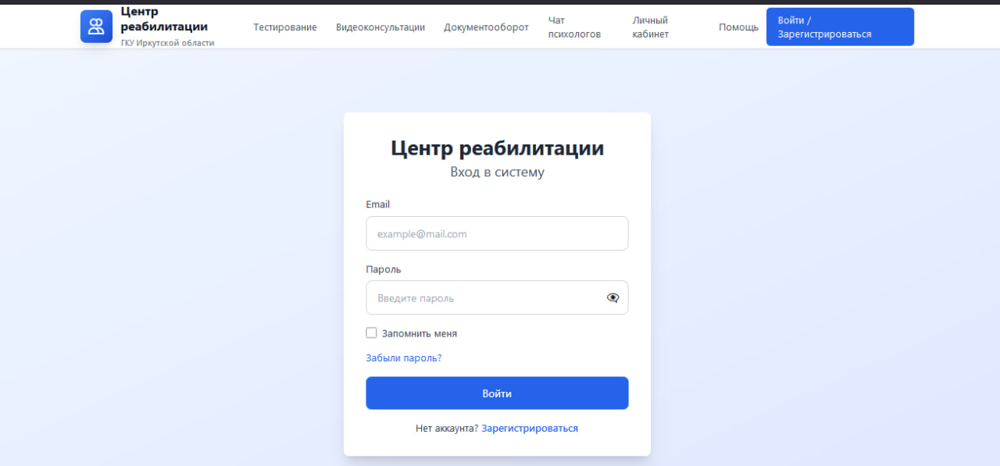 Центр
реабилитации
ГКУ Иркутской области
Тестирование
Видеоконсультации
Документооборот
Чат
психологов
Личный
кабинет
Помощь
Войти /
Зарегистрироваться
Центр реабилитации
Вход в систему
Email
example@mail.com
Пароль
Введите пароль
Запомнить меня
Забыли пароль?
Войти
Нет аккаунта? Зарегистрироваться